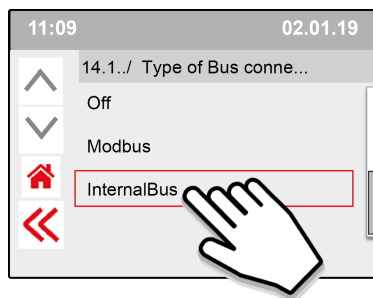 11:09 02.01.19
14.1../ Type of Bus conne...
Off
Modbus
InternalBus